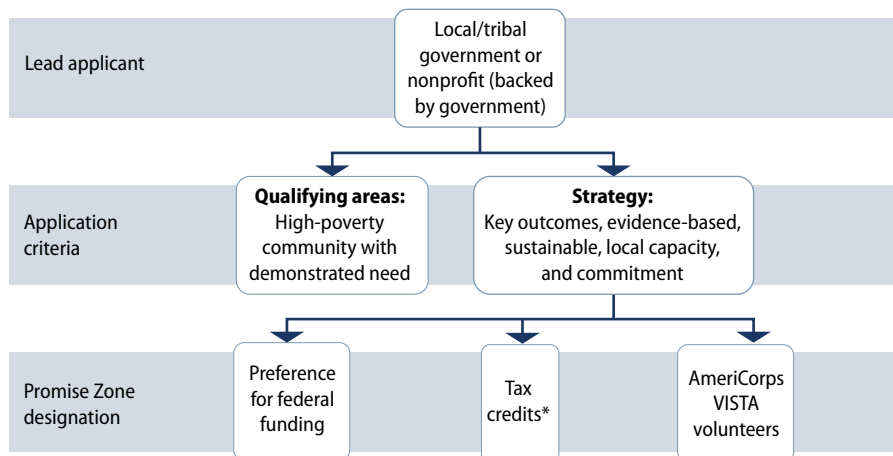 Lead applicant
Local/tribal
government or
nonprofit (backed
by government)
Application
criteria
Qualifying areas:
High-poverty
community with
demonstrated need
Strategy:
Key outcomes, evidence-based,
sustainable, local capacity,
and commitment
Promise Zone
designation
Preference
for federal
funding
Tax
credits*
AmeriCorps
VISTA
volunteers